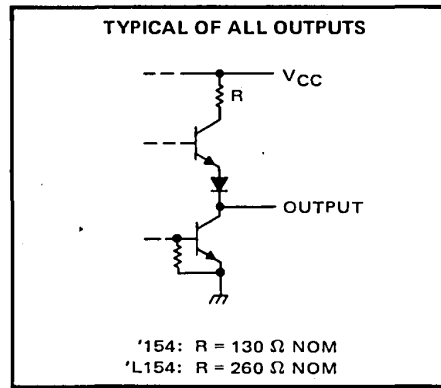 TYPICAL OF ALL OUTPUTS
VCC
R
OUTPUT
'154: R = 130 Ω NOM
'L154: R = 260 Ω NOM